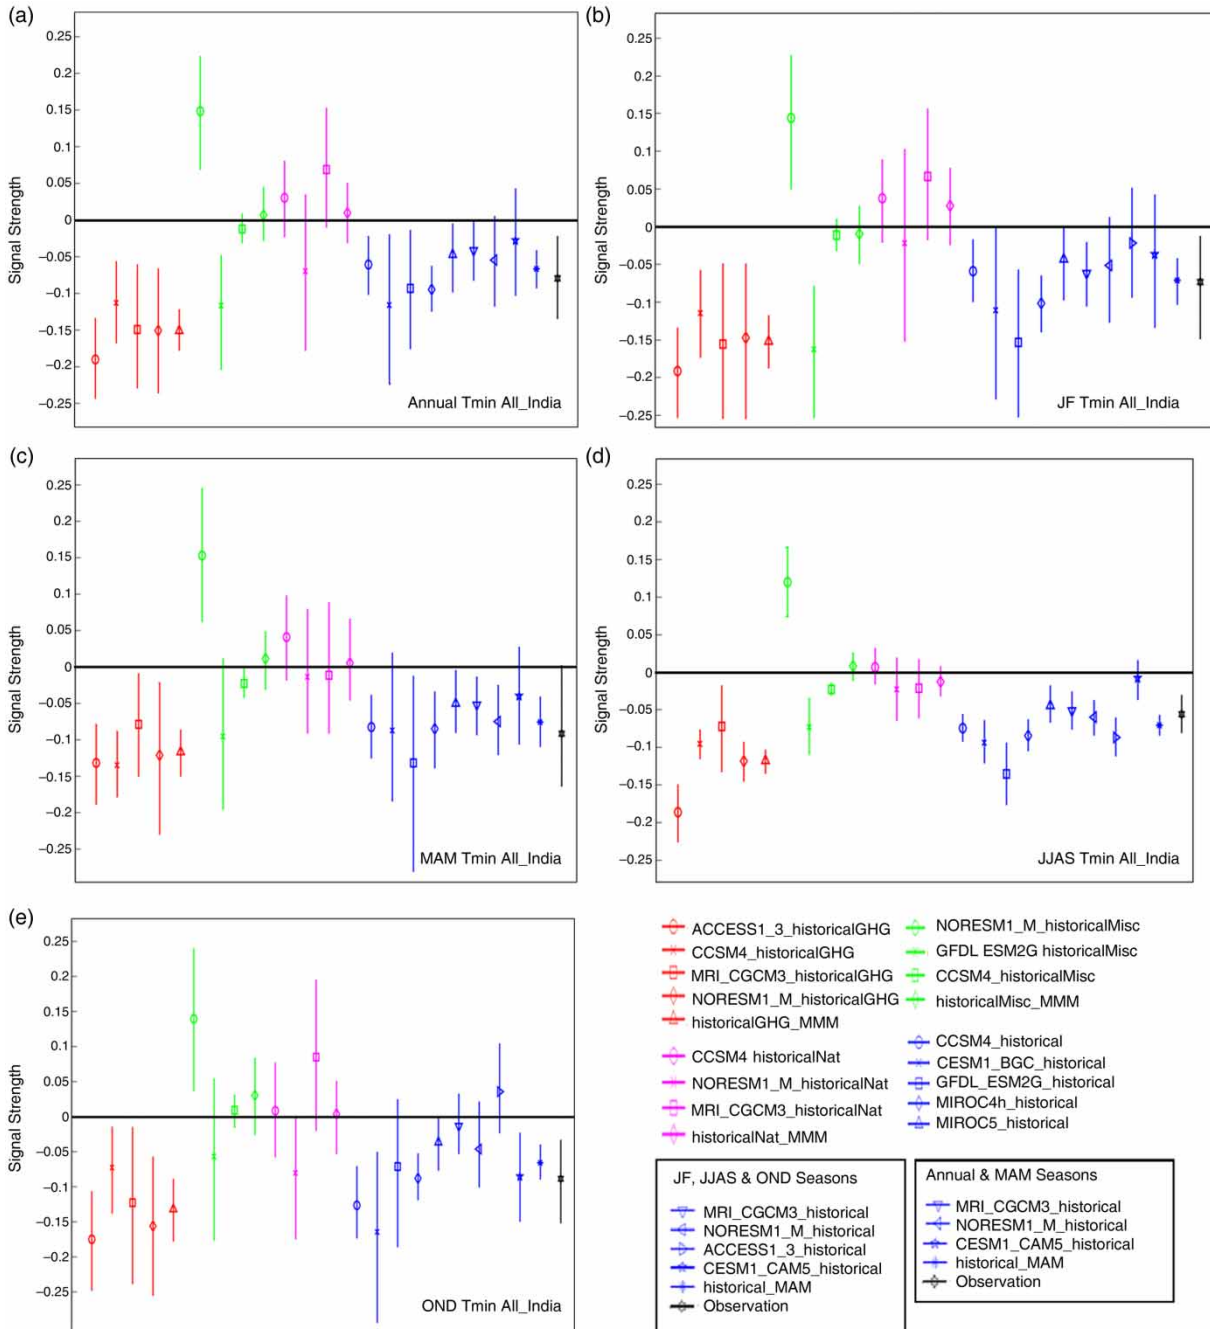 (a)
0.25
0.2
0.15
0.1
0.05
0
−0.05
−0.1
−0.15
−0.2
−0.25
Signal Strength
Annual Tmin All_India
(b)
0.25
0.2
0.15
0.1
0.05
0
−0.05
−0.1
−0.15
−0.2
−0.25
Signal Strength
JF Tmin All_India
(c)
0.25
0.2
0.15
0.1
0.05
0
−0.05
−0.1
−0.15
−0.2
−0.25
Signal Strength
MAM Tmin All_India
(d)
0.25
0.2
0.15
0.1
0.05
0
−0.05
−0.1
−0.15
−0.2
−0.25
Signal Strength
JJAS Tmin All_India
(e)
0.25
0.2
0.15
0.1
0.05
0
−0.05
−0.1
−0.15
−0.2
−0.25
Signal Strength
OND Tmin All_India
ACCESS1_3_historicalGHG
CCSM4_historicalGHG
MRI_CGCM3_historicalGHG
NORESM1_M_historicalGHG
historicalGHG_MMM
CCSM4 historicalNat
NORESM1_M_historicalNat
MRI_CGCM3_historicalNat
historicalNat_MMM
NORESM1_M_historicalMisc
GFDL ESM2G historicalMisc
CCSM4_historicalMisc
historicalMisc_MMM
CCSM4_historical
CESM1_BGC_historical
GFDL_ESM2G_historical
MIROC4h_historical
MIROC5_historical
JF, JJAS & OND Seasons
MRI_CGCM3_historical
NORESM1_M_historical
ACCESS1_3_historical
CESM1_CAM5_historical
historical_MAM
Observation
Annual & MAM Seasons
MRI_CGCM3_historical
NORESM1_M_historical
CESM1_CAM5_historical
historical_MAM
Observation